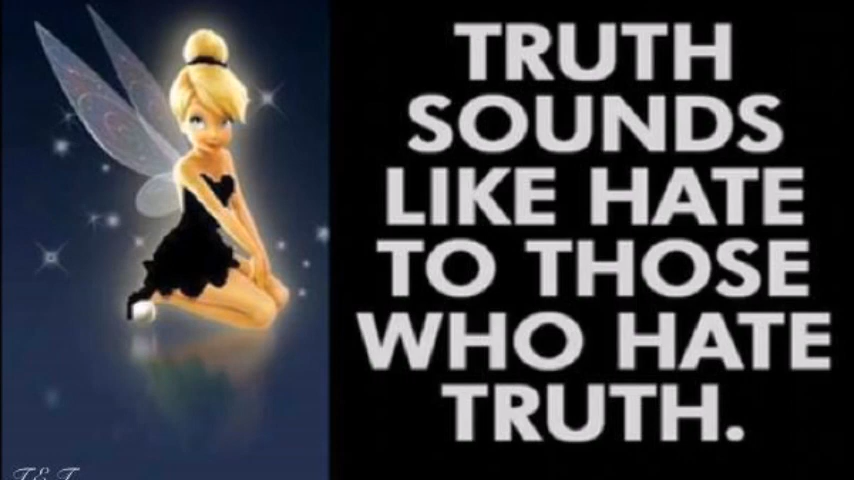 TRUTH
SOUNDS
LIKE HATE
TO THOSE
WHO HATE
TRUTH.
T&T